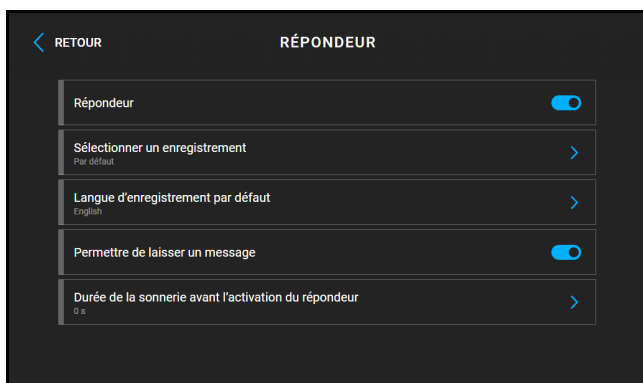 RETOUR
RÉPONDEUR
Répondeur
Sélectionner un enregistrement
Par défaut
Langue d'enregistrement par défaut
English
Permettre de laisser un message
Durée de la sonnerie avant l'activation du répondeur
0 s